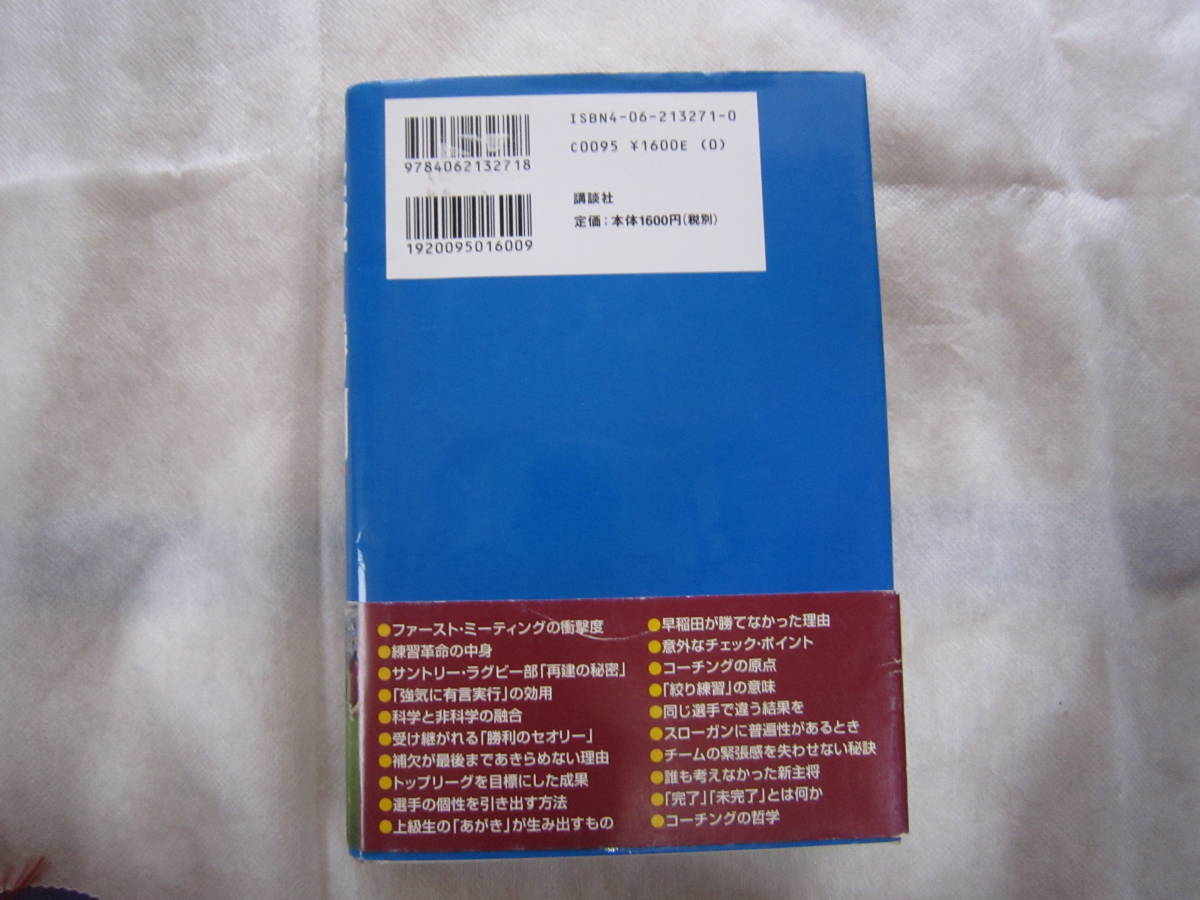 9784062132718
1920095016009
ISBN4-06-213271-0
C0095 ¥1600E (0)
講談社
定価：本体1600円（税別）
●ファースト・ミーティングの衝撃度
●練習革命の中身
●サントリー・ラグビー部「再建の秘密」
●「強気に有言実行」の効用
●科学と非科学の融合
●受け継がれる「勝利のセオリー」
●補欠が最後まであきらめない理由
●トップリーグを目標にした成果
●選手の個性を引き出す方法
●上級生の「あがき」が生み出すもの
●早稲田が勝てなかった理由
●意外なチェック・ポイント
●コーチングの原点
●「絞り練習」の意味
●同じ選手で違う結果を
●スローガンに普遍性があるとき
●チームの緊張感を失わせない秘訣
●誰も考えなかった新主将
●「完了」「未完了」とは何か
●コーチングの哲学